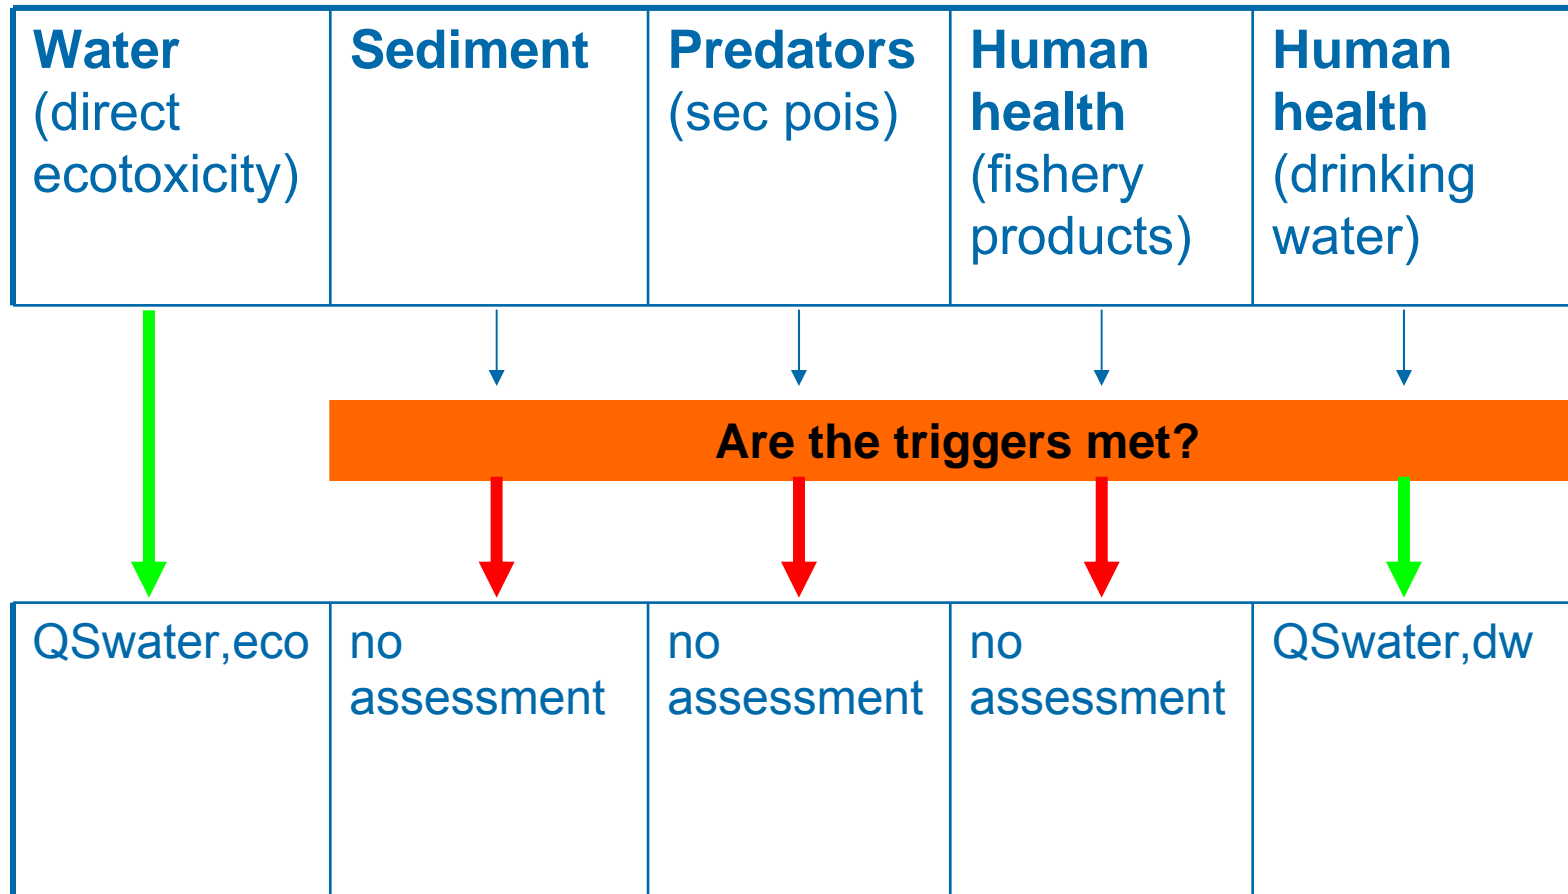 Water
(direct
ecotoxicity)
Sediment
Predators
(sec pois)
Human
health
(fishery
products)
Human
health
(drinking
water)
Are the triggers met?
QSwater,eco
no
assessment
no
assessment
no
assessment
QSwater,dw